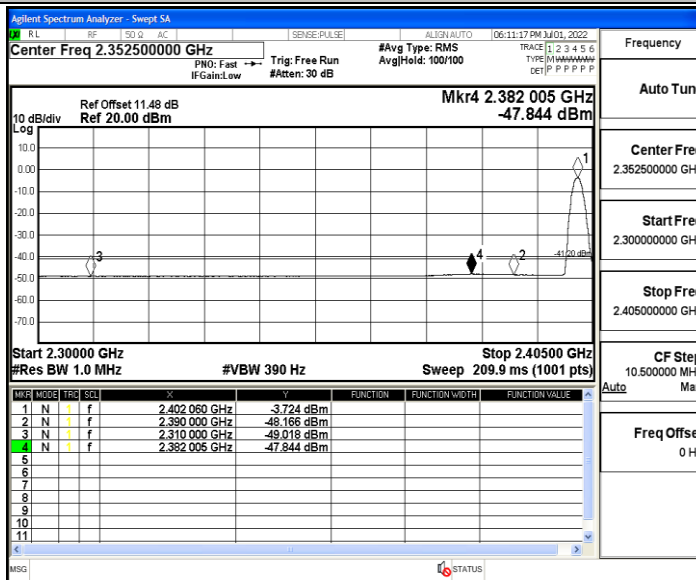 Agilent Spectrum Analyzer - Swept SA
RL RF 50 Ω AC SENSE:PULSE ALIGN AUTO 06:11:17 PM Jul 01, 2022
Center Freq 2.352500000 GHz
#Avg Type: RMS
TRACE 1 2 3 4 5 6
PNO: Fast Trig: Free Run Avg|Hold: 100/100
TYPE M
IFGain:Low #Atten: 30 dB
DET P P P P P P
Frequency
Auto Tun
Ref Offset 11.48 dB
Mkr4 2.382 005 GHz
10 dB/div Ref 20.00 dBm
-47.844 dBm
Log
10.0
0.00
-10.0
-20.0
-30.0
-40.0
-50.0
-60.0
-70.0
1
2
3
4
-41.20 dBm
Start 2.30000 GHz Stop 2.40500 GHz
#Res BW 1.0 MHz #VBW 390 Hz Sweep 209.9 ms (1001 pts)
MKR MODE TRC SCL X Y FUNCTION FUNCTION WIDTH FUNCTION VALUE
1 N 1 f 2.402 060 GHz -3.724 dBm
2 N 1 f 2.390 000 GHz -48.166 dBm
3 N 1 f 2.310 000 GHz -49.018 dBm
4 N 1 f 2.382 005 GHz -47.844 dBm
5
6
7
8
9
10
11
Center Fre
2.352500000 GH
Start Fre
2.300000000 GH
Stop Fre
2.405000000 GH
CF Ste
10.500000 MH
Auto Ma
Freq Offse
0 H
MSG STATUS